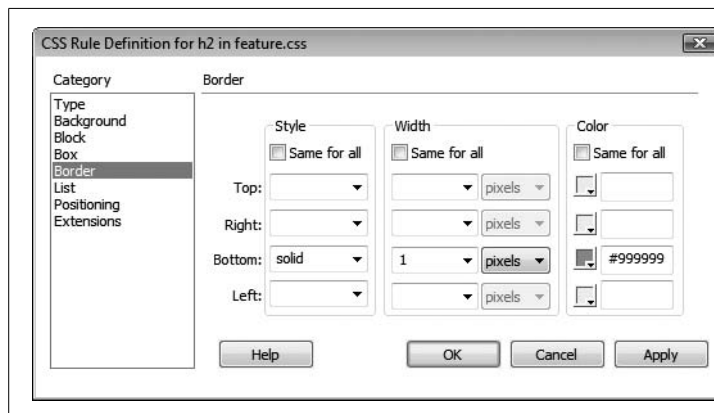 CSS Rule Definition for h2 in feature.css
Category
Border
Type
Background
Block
Box
Border
List
Positioning
Extensions
Style
Width
Color
Same for all
Same for all
Same for all
Top:
pixels
Right:
pixels
Bottom:
solid
1
pixels
#999999
Left:
pixels
Help
OK
Cancel
Apply